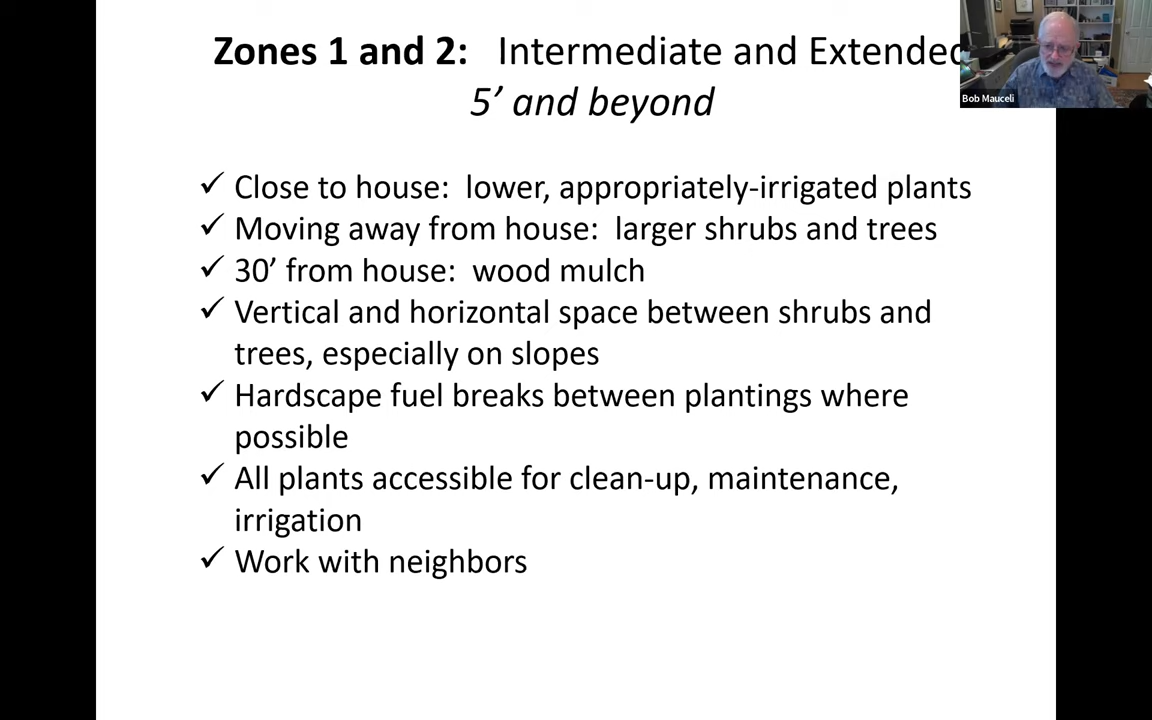 Zones 1 and 2: Intermediate and Extended
5’ and beyond
✓ Close to house: lower, appropriately-irrigated plants
✓ Moving away from house: larger shrubs and trees
✓ 30’ from house: wood mulch
✓ Vertical and horizontal space between shrubs and
trees, especially on slopes
✓ Hardscape fuel breaks between plantings where
possible
✓ All plants accessible for clean-up, maintenance,
irrigation
✓ Work with neighbors
Bob Mauceli